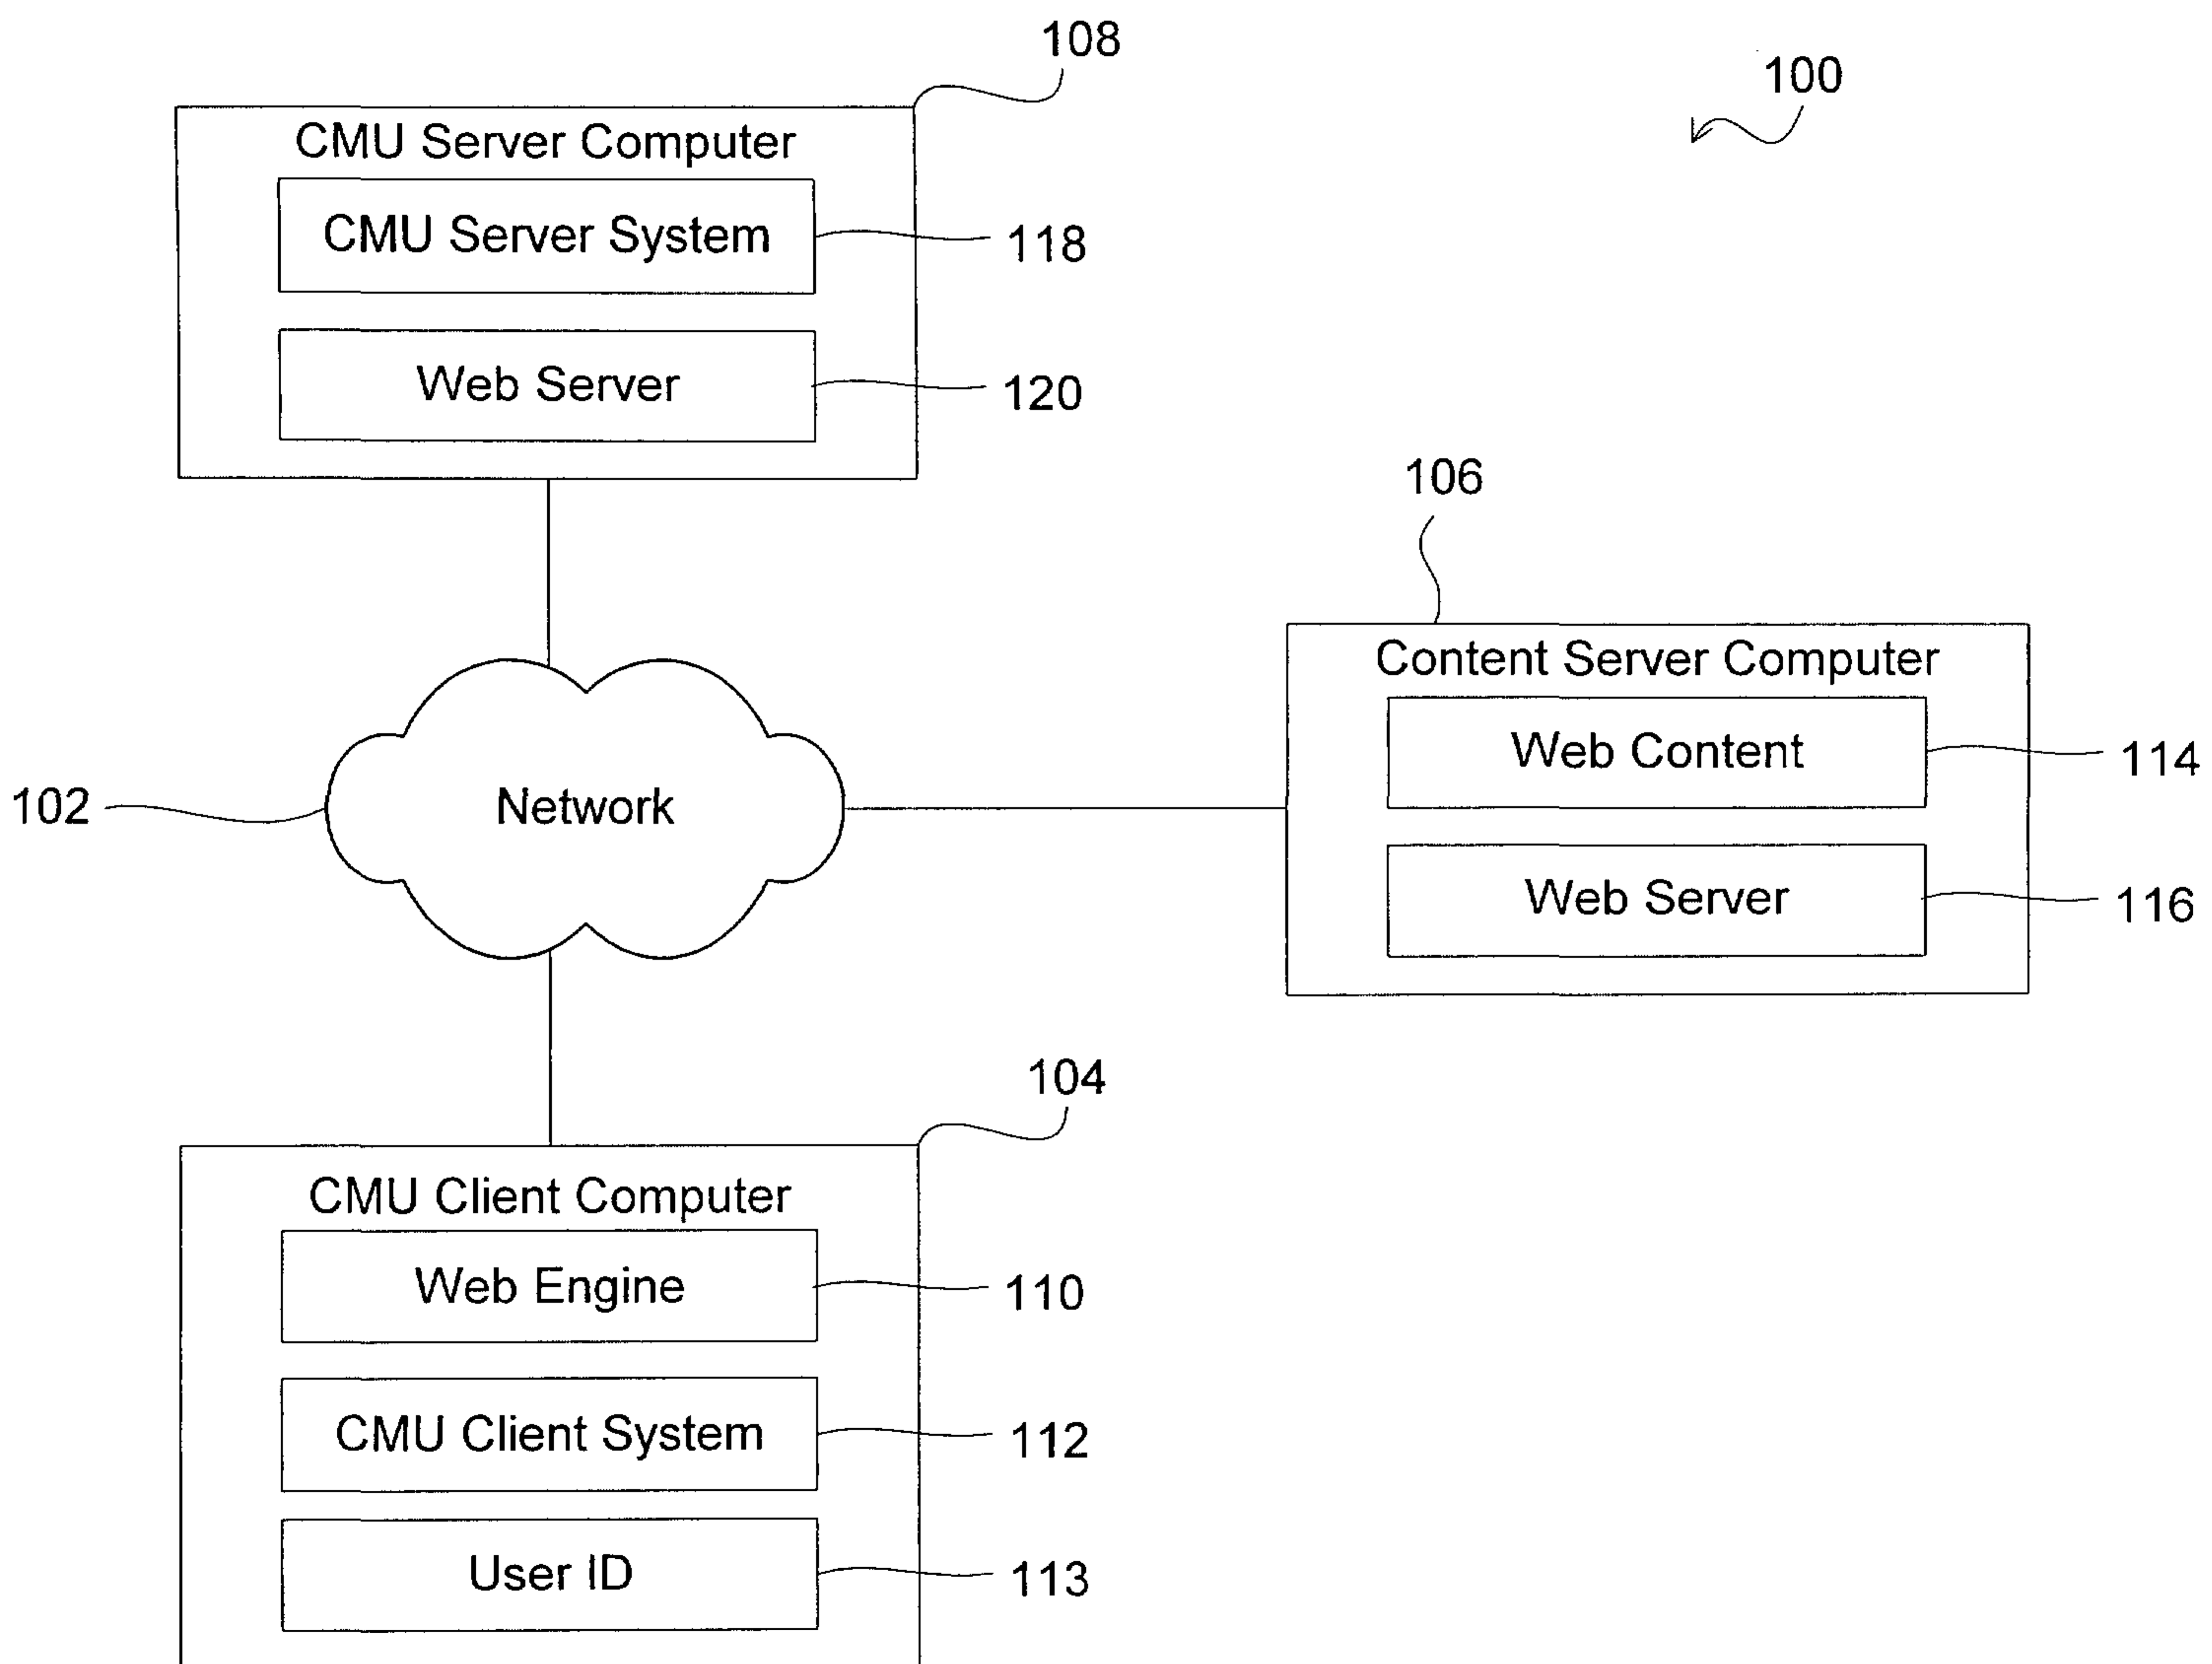 108
100
CMU Server Computer
CMU Server System
118
Web Server
120
106
Content Server Computer
Web Content
114
102
Network
Web Server
116
104
CMU Client Computer
Web Engine
110
CMU Client System
112
User ID
113